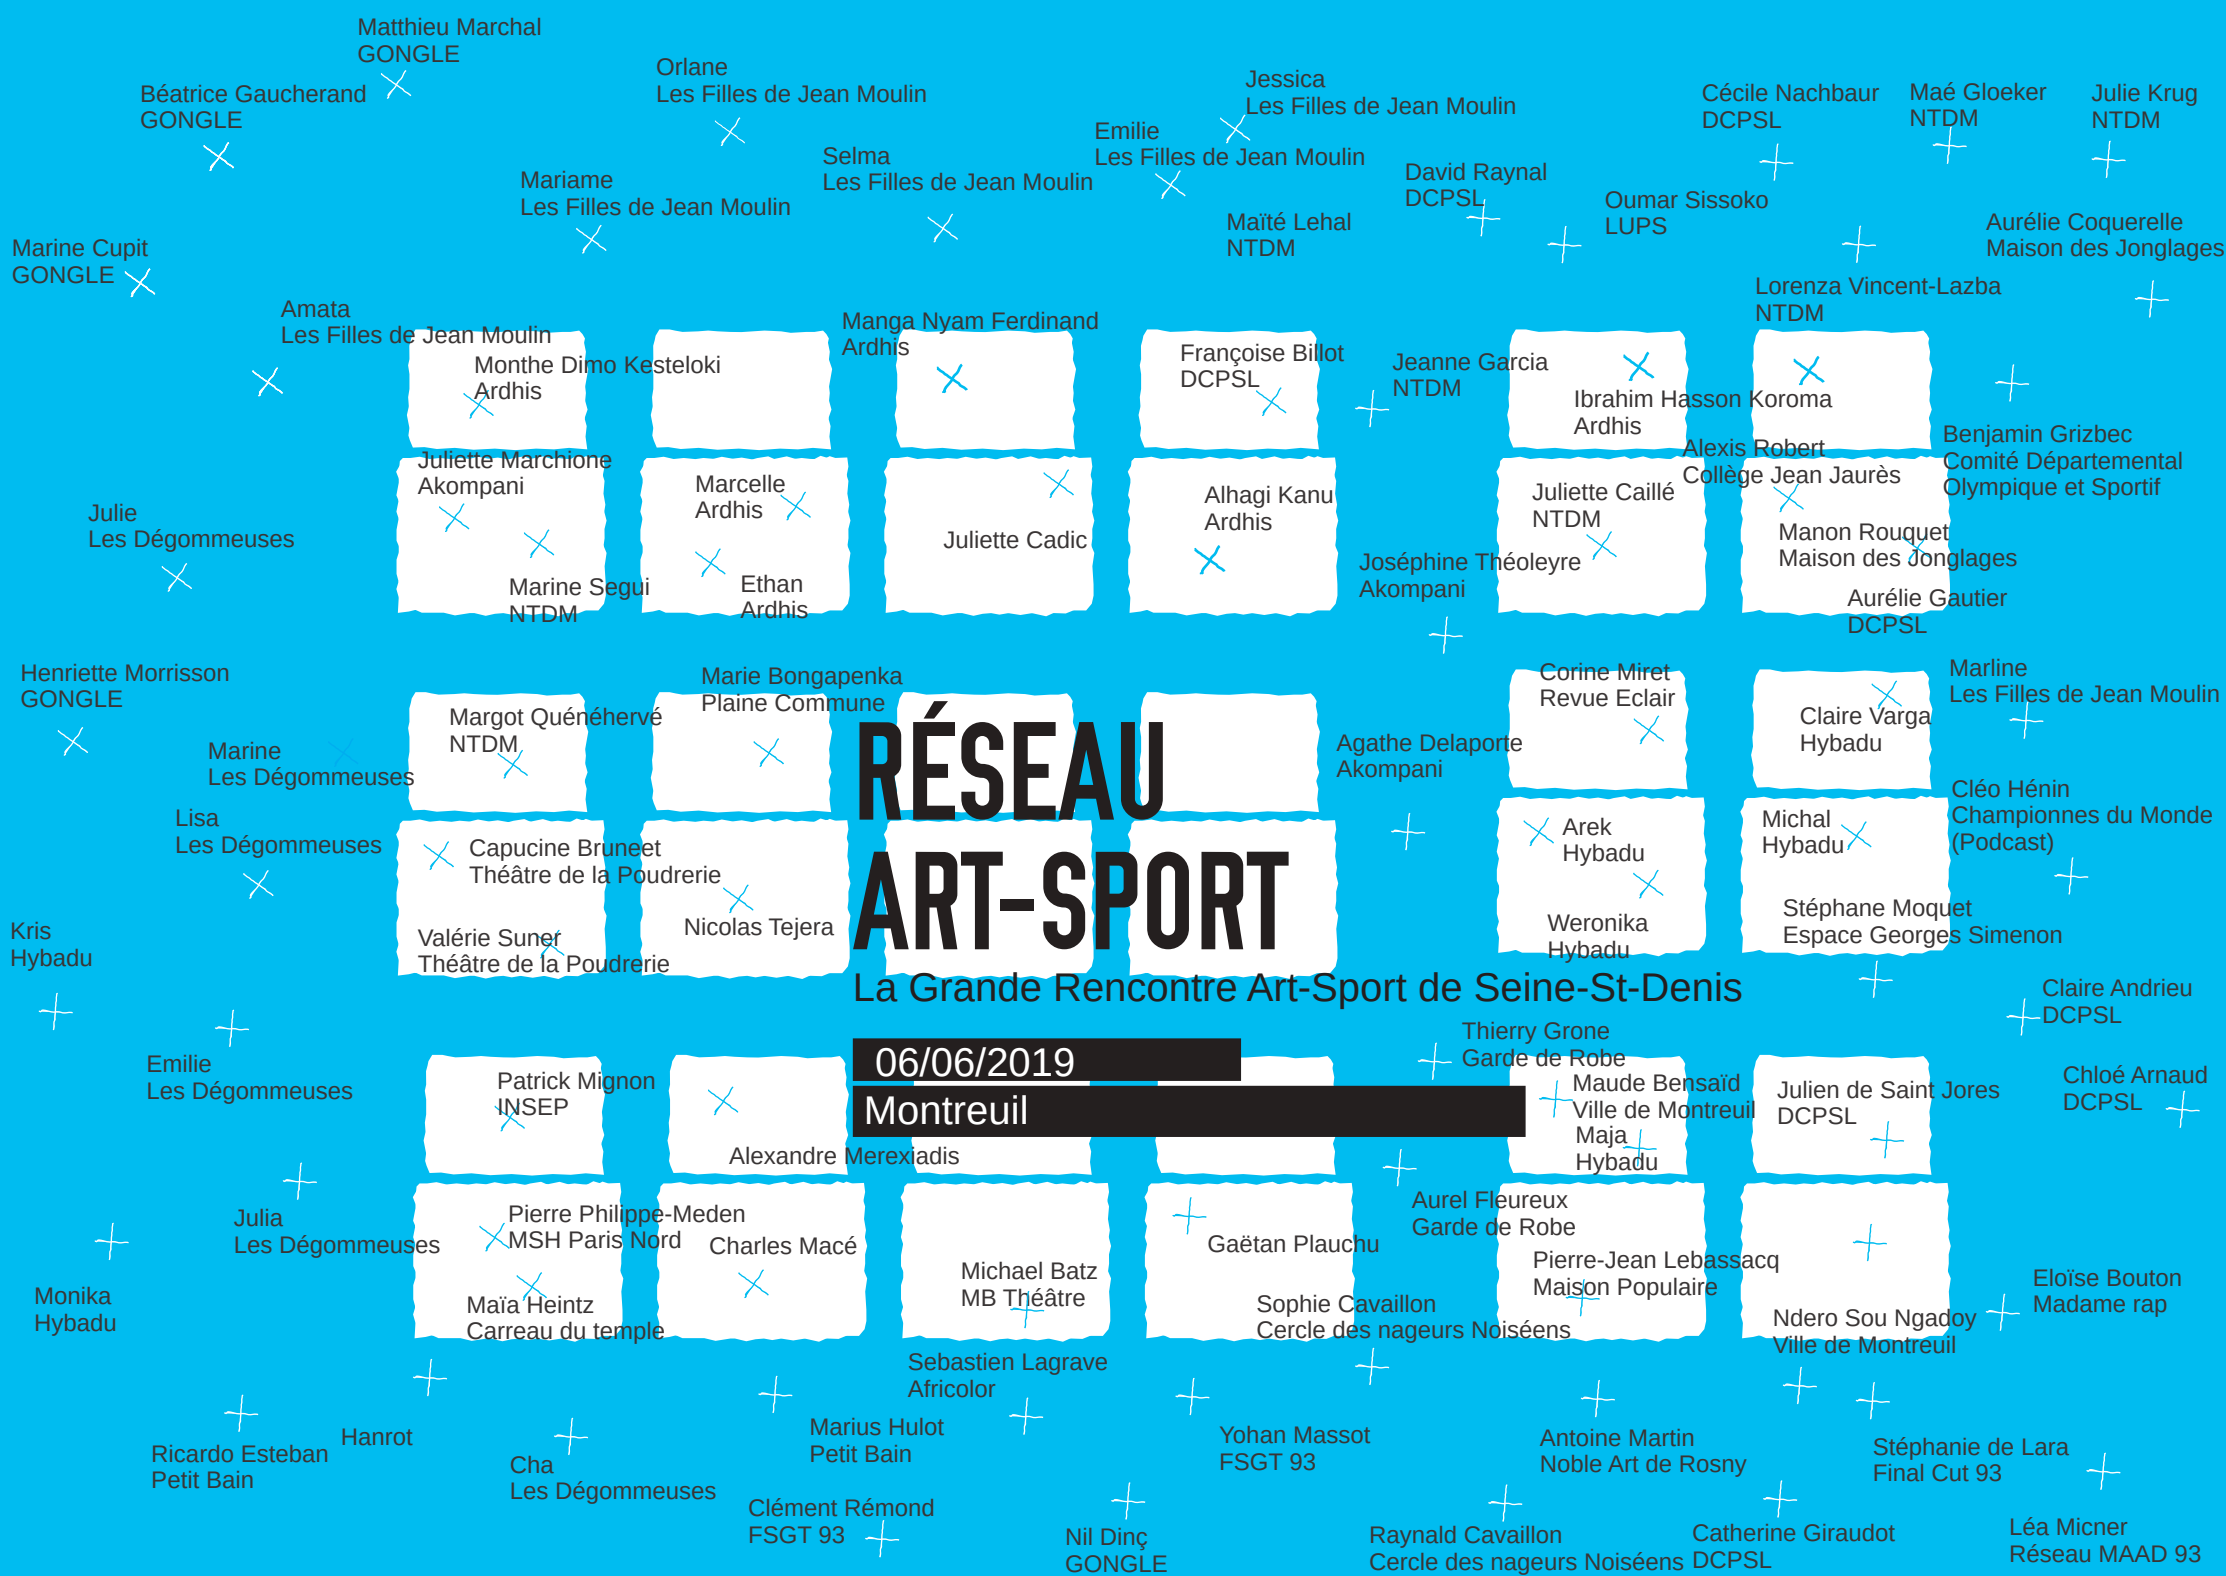 Matthieu Marchal
GONGLE
Béatrice Gaucherand
GONGLE
Orlane
Les Filles de Jean Moulin
Jessica
Les Filles de Jean Moulin
Cécile Nachbaur
DCPSL
Maé Gloeker
NTDM
Julie Krug
NTDM
Emilie
Les Filles de Jean Moulin
Selma
Les Filles de Jean Moulin
Mariame
Les Filles de Jean Moulin
David Raynal
DCPSL
Oumar Sissoko
LUPS
Maïté Lehal
NTDM
Aurélie Coquerelle
Maison des Jonglages
Marine Cupit
GONGLE
Lorenza Vincent-Lazba
NTDM
Amata
Les Filles de Jean Moulin
Manga Nyam Ferdinand
Ardhis
Monthe Dimo Kesteloki
Ardhis
Françoise Billot
DCPSL
Jeanne Garcia
NTDM
Ibrahim Hasson Koroma
Ardhis
Alexis Robert
Collège Jean Jaurès
Benjamin Grizbec
Comité Départemental
Olympique et Sportif
Juliette Marchione
Akompani
Marcelle
Ardhis
Alhagi Kanu
Ardhis
Juliette Caillé
NTDM
Julie
Les Dégommeuses
Juliette Cadic
Manon Rouquet
Maison des Jonglages
Joséphine Théoleyre
Akompani
Marine Segui
NTDM
Ethan
Ardhis
Aurélie Gautier
DCPSL
Henriette Morrisson
GONGLE
Marie Bongapenka
Plaine Commune
Corine Miret
Revue Eclair
Marline
Les Filles de Jean Moulin
Margot Quénéhervé
NTDM
Claire Varga
Hybadu
Marine
Les Dégommeuses
Agathe Delaporte
Akompani
RÉSEAU
ART-SPORT
La Grande Rencontre Art-Sport de Seine-St-Denis
06/06/2019
Montreuil
Cléo Hénin
Championnes du Monde
(Podcast)
Lisa
Les Dégommeuses
Arek
Hybadu
Michal
Hybadu
Capucine Bruneet
Théâtre de la Poudrerie
Nicolas Tejera
Weronika
Hybadu
Stéphane Moquet
Espace Georges Simenon
Kris
Hybadu
Valérie Suner
Théâtre de la Poudrerie
Claire Andrieu
DCPSL
Thierry Grone
Garde de Robe
Emilie
Les Dégommeuses
Patrick Mignon
INSEP
Maude Bensaïd
Ville de Montreuil
Maja
Hybadu
Julien de Saint Jores
DCPSL
Chloé Arnaud
DCPSL
Alexandre Merexiadis
Julia
Les Dégommeuses
Pierre Philippe-Meden
MSH Paris Nord
Charles Macé
Gaëtan Plauchu
Aurel Fleureux
Garde de Robe
Michael Batz
MB Théâtre
Pierre-Jean Lebassacq
Maison Populaire
Eloïse Bouton
Madame rap
Monika
Hybadu
Maïa Heintz
Carreau du temple
Sophie Cavaillon
Cercle des nageurs Noiséens
Ndero Sou Ngadoy
Ville de Montreuil
Sebastien Lagrave
Africolor
Ricardo Esteban
Petit Bain
Hanrot
Marius Hulot
Petit Bain
Yohan Massot
FSGT 93
Antoine Martin
Noble Art de Rosny
Stéphanie de Lara
Final Cut 93
Cha
Les Dégommeuses
Clément Rémond
FSGT 93
Nil Dinç
GONGLE
Raynald Cavaillon
Cercle des nageurs Noiséens
Catherine Giraudot
DCPSL
Léa Micner
Réseau MAAD 93